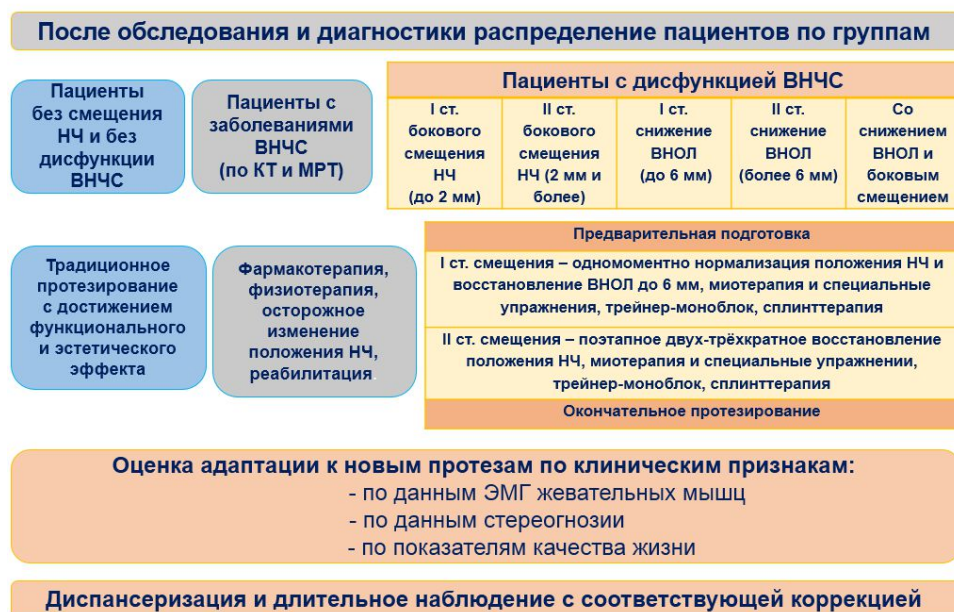 После обследования и диагностики распределение пациентов по группам
Пациенты
без смещения
НЧ и без
дисфункции
ВНЧС
Пациенты с
заболеваниями
ВНЧС
(по КТ и МРТ)
Пациенты с дисфункцией ВНЧС
I ст.
бокового
смещения
НЧ
(до 2 мм)
II ст.
бокового
смещения
НЧ (2 мм и
более)
I ст.
снижение
ВНОЛ
(до 6 мм)
II ст.
снижение
ВНОЛ
(более 6 мм)
Со
снижением
ВНОЛ и
боковым
смещением
Традиционное
протезирование
с достижением
функционального
и эстетического
эффекта
Фармакотерапия,
физиотерапия,
осторожное
изменение
положения НЧ,
реабилитация
Предварительная подготовка
I ст. смещения – одномоментно нормализация положения НЧ и
восстановление ВНОЛ до 6 мм, миотерапия и специальные
упражнения, трейнер-моноблок, сплинттерапия
II ст. смещения – поэтапное двух-трёхкратное восстановление
положения НЧ, миотерапия и специальные упражнении,
трейнер-моноблок, сплинттерапия
Окончательное протезирование
Оценка адаптации к новым протезам по клиническим признакам:
- по данным ЭМГ жевательных мышц
- по данным стереогнозии
- по показателям качества жизни
Диспансеризация и длительное наблюдение с соответствующей коррекцией